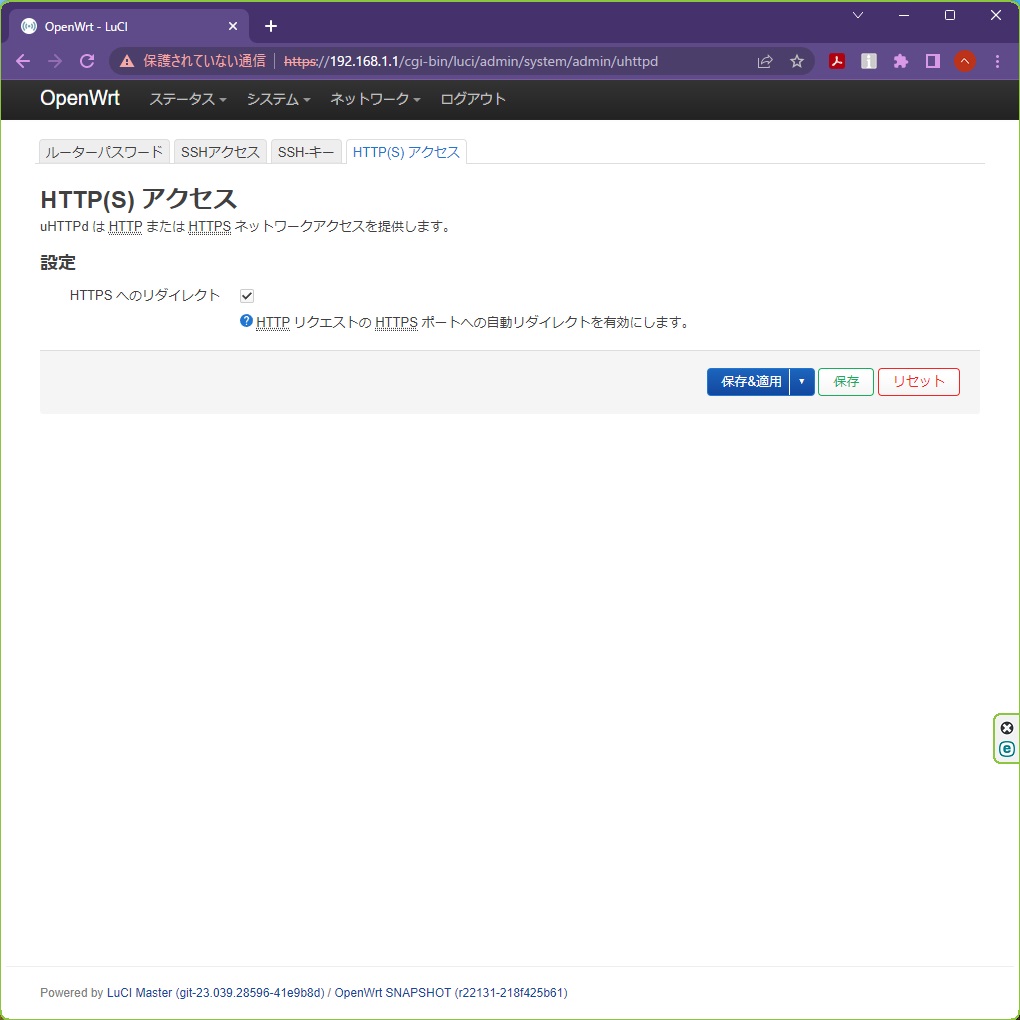 OpenWrt - LuCI
保護されていない通信 https://192.168.1.1/cgi-bin/luci/admin/system/admin/uhttpd
OpenWrt ステータス システム ネットワーク ログアウト
ルーターパスワード SSHアクセス SSH-キー HTTP(S) アクセス
HTTP(S) アクセス
uHTTPd は HTTP または HTTPS ネットワークアクセスを提供します。
設定
HTTPS へのリダイレクト
HTTP リクエストの HTTPS ポートへの自動リダイレクトを有効にします。
保存&適用 保存 リセット
Powered by LuCI Master (git-23.039.28596-41e9b8d) / OpenWrt SNAPSHOT (r22131-218f425b61)